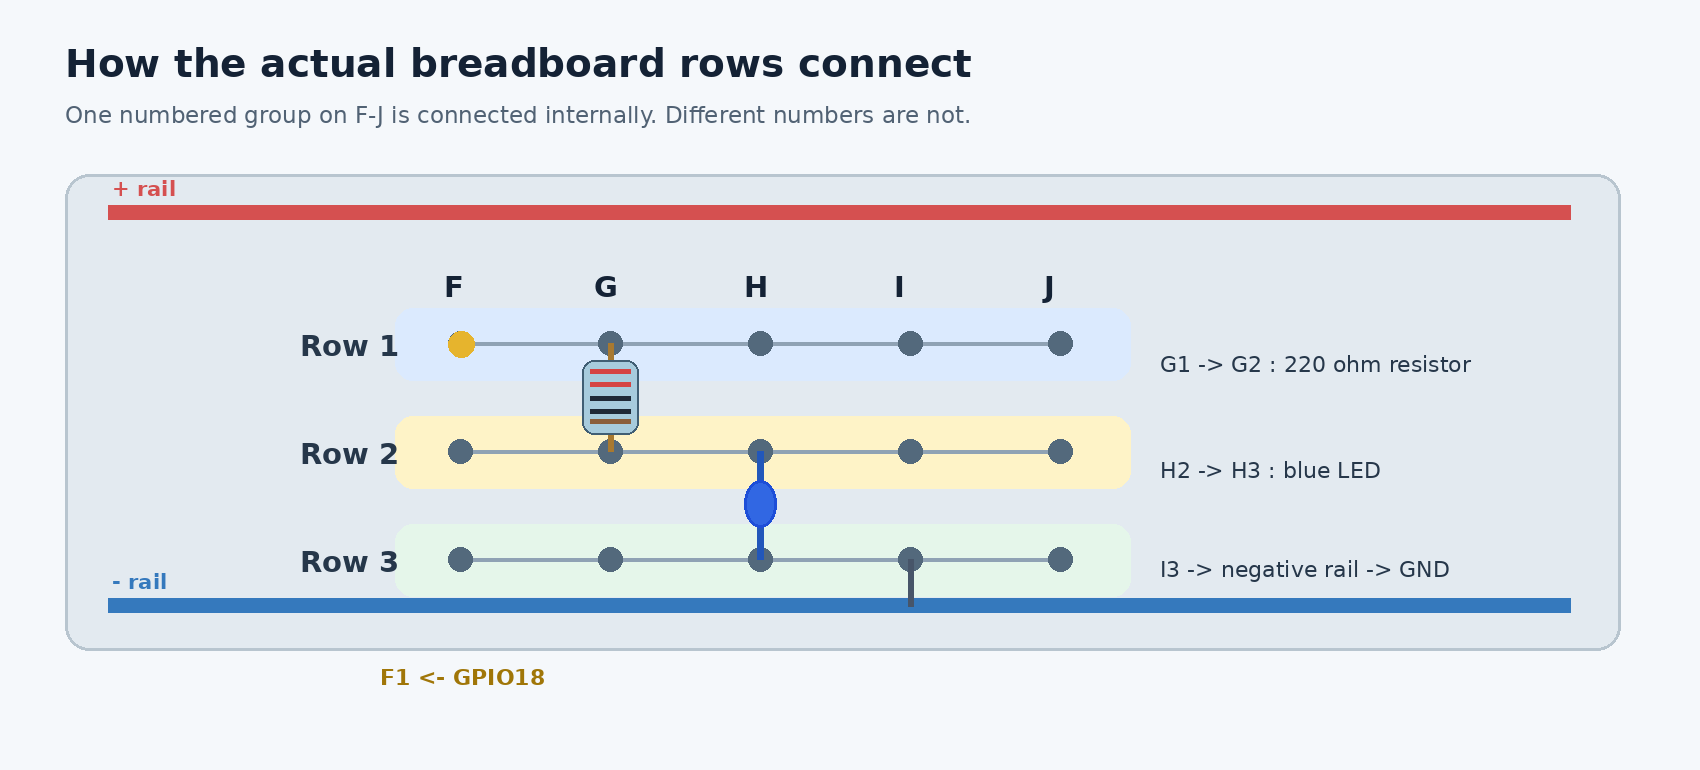 How the actual breadboard rows connect
One numbered group on F-J is connected internally. Different numbers are not.
+ rail
F G H I J
Row 1
G1 -> G2 : 220 ohm resistor
Row 2
H2 -> H3 : blue LED
Row 3
I3 -> negative rail -> GND
- rail
F1 <- GPIO18